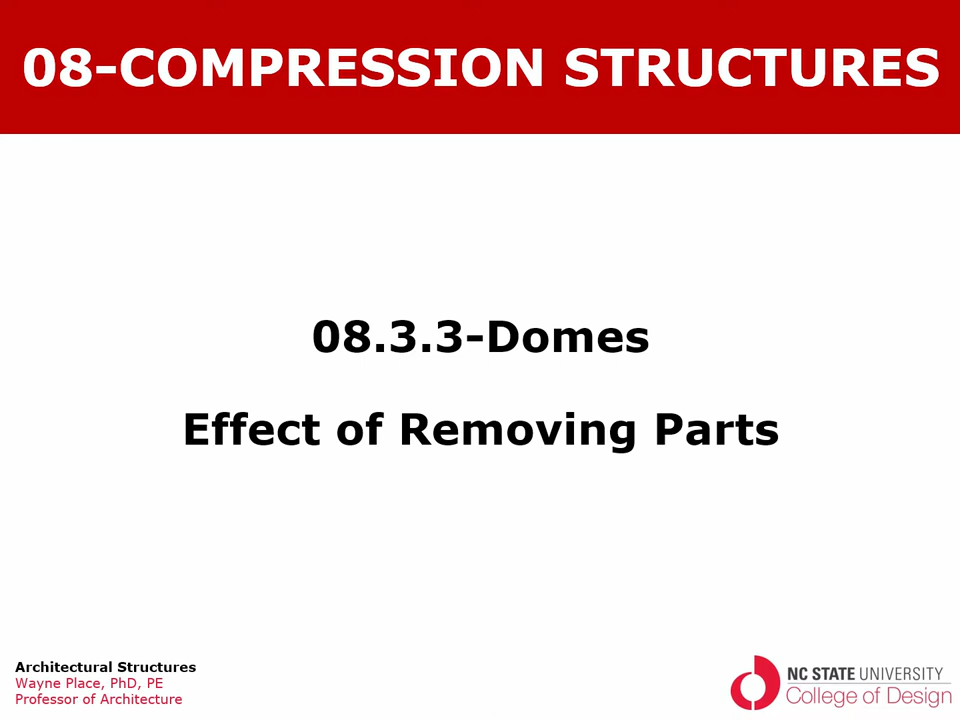 08-COMPRESSION STRUCTURES
08.3.3-Domes
Effect of Removing Parts
Architectural Structures
Wayne Place, PhD, PE
Professor of Architecture
NC STATE UNIVERSITY
College of Design